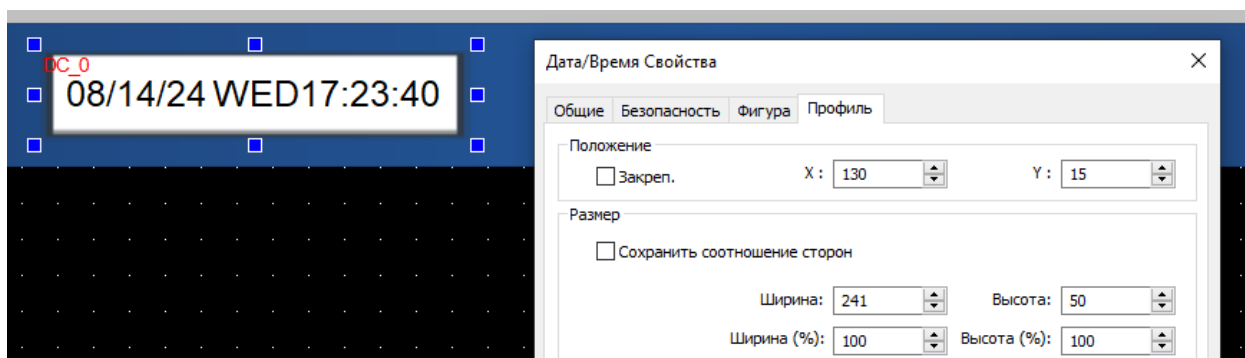 DC_0
08/14/24 WED17:23:40
Дата/Время Свойства
Общие Безопасность Фигура Профиль
Положение
Закреп. X : 130 Y : 15
Размер
Сохранить соотношение сторон
Ширина: 241 Высота: 50
Ширина (%): 100 Высота (%): 100